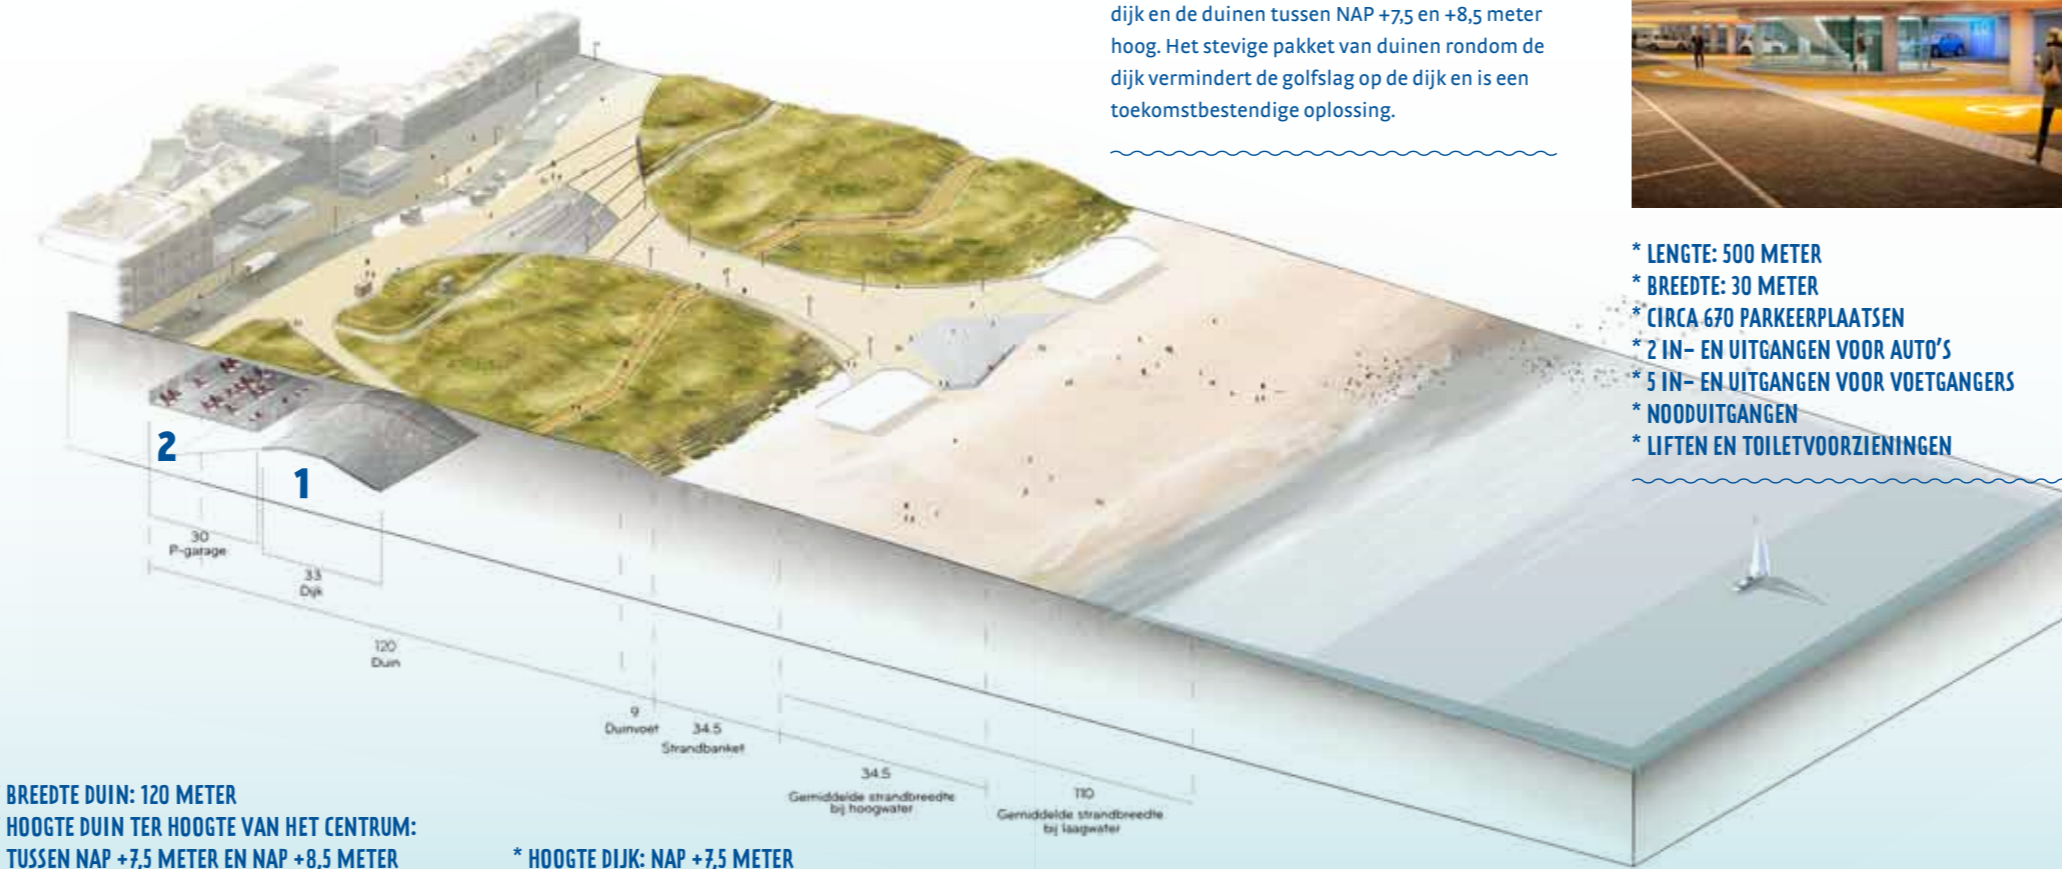 dijk en de duinen tussen NAP +7,5 en +8,5 meter
hoog. Het stevige pakket van duinen rondom de
dijk vermindert de golfslag op de dijk en is een
toekomstbestendige oplossing.
* LENGTE: 500 METER
* BREEDTE: 30 METER
* CIRCA 670 PARKEERPLAATSEN
* 2 IN- EN UITGANGEN VOOR AUTO'S
* 5 IN- EN UITGANGEN VOOR VOETGANGERS
* NOODUITGANGEN
* LIFTEN EN TOILETVOORZIENINGEN
2
1
30
P-garage
33
Dijk
120
Duin
9
Duinvoet
34.5
Strandbanket
34.5
Gemiddelde strandbreedte
bij hoogwater
110
Gemiddelde strandbreedte
bij laagwater
BREEDTE DUIN: 120 METER
HOOGTE DUIN TER HOOGTE VAN HET CENTRUM:
TUSSEN NAP +7,5 METER EN NAP +8,5 METER
* HOOGTE DIJK: NAP +7,5 METER